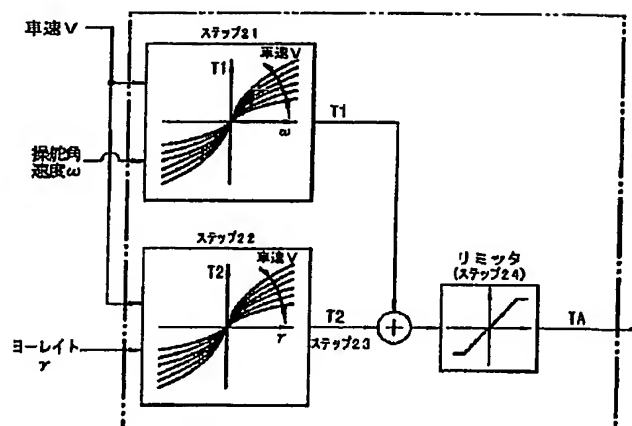 車速V
ステップ21
T1
車速V
ω
T1
操舵角
速度ω
ステップ22
T2
車速V
γ
T2
ステップ23
リミッタ
(ステップ24)
TA
ヨーレイト
γ